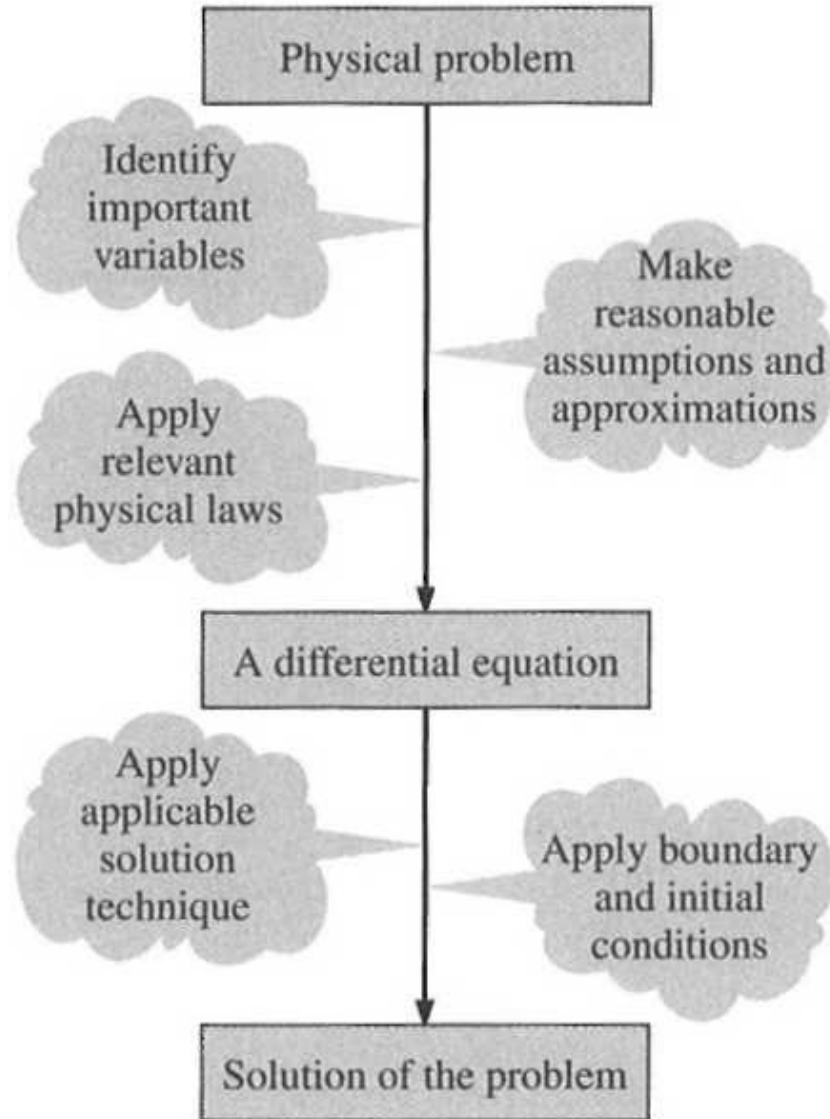 Physical problem
Identify
important
variables
Make
reasonable
assumptions and
approximations
Apply
relevant
physical laws
A differential equation
Apply
applicable
solution
technique
Apply boundary
and initial
conditions
Solution of the problem